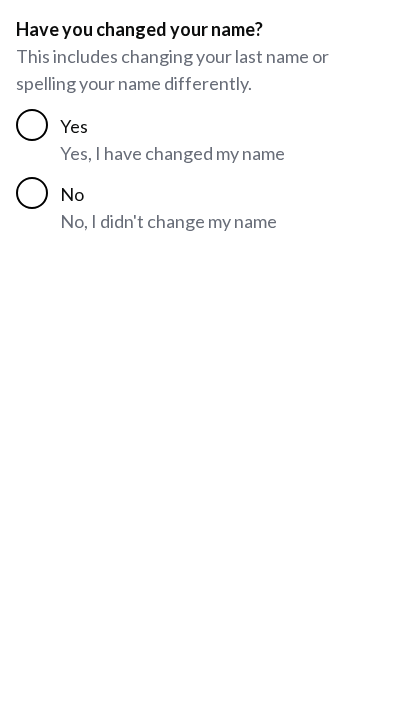 Have you changed your name?
This includes changing your last name or
spelling your name differently.
Yes
Yes, I have changed my name
No
No, I didn't change my name